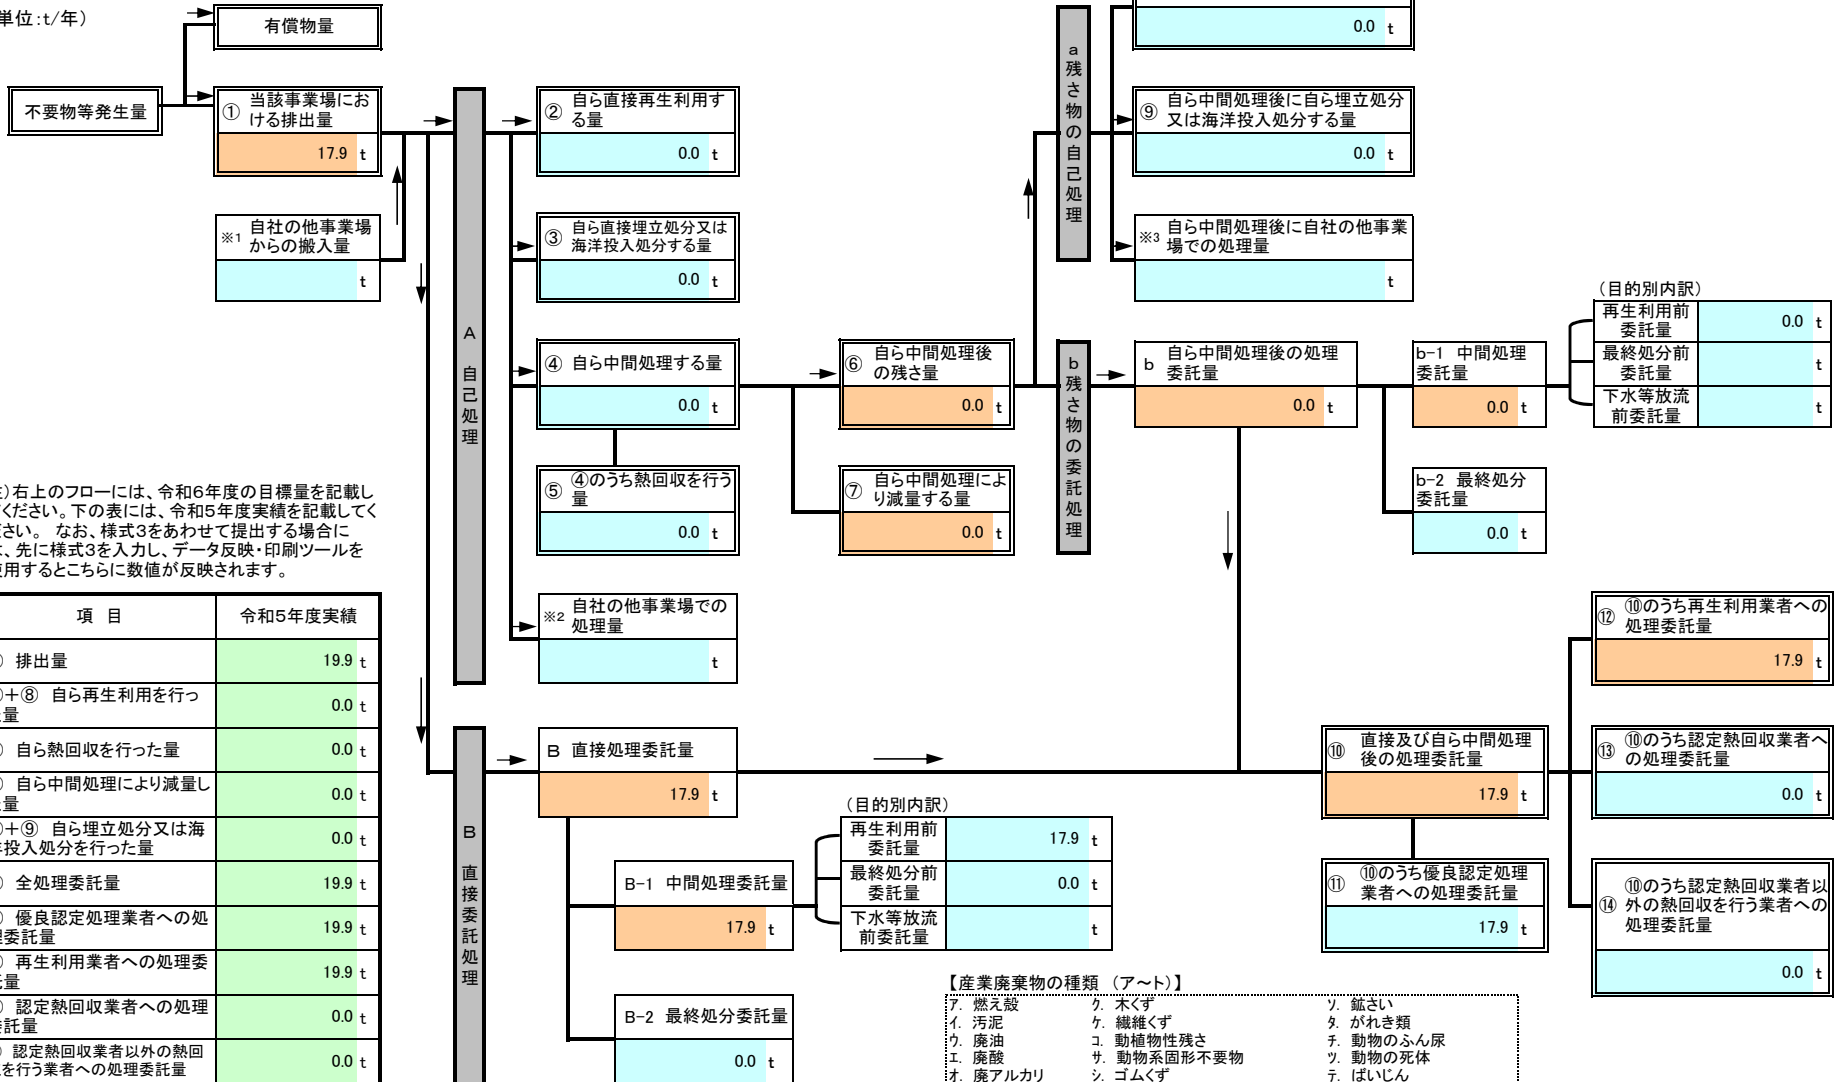 単位:t/年）
有償物量
不要物等発生量
① 当該事業場にお
ける排出量
17.9 t
※1 自社の他事業場
からの搬入量
t
A 自己処理
② 自ら直接再生利用す
る量
0.0 t
③ 自ら直接埋立処分又は
海洋投入処分する量
0.0 t
④ 自ら中間処理する量
0.0 t
⑤ ④のうち熱回収を行う
量
0.0 t
※2 自社の他事業場での
処理量
t
⑥ 自ら中間処理後
の残さ量
0.0 t
⑦ 自ら中間処理によ
り減量する量
0.0 t
a 残さ物の自己処理
0.0 t
⑨ 自ら中間処理後に自ら埋立処分
又は海洋投入処分する量
0.0 t
※3 自ら中間処理後に自社の他事業
場での処理量
t
b 残さ物の委託処理
b 自ら中間処理後の処理
委託量
0.0 t
b-1 中間処理
委託量
0.0 t
b-2 最終処分
委託量
0.0 t
（目的別内訳）
再生利用前
委託量
0.0 t
最終処分前
委託量
t
下水等放流
前委託量
t
)右上のフローには、令和6年度の目標量を記載し
ください。下の表には、令和5年度実績を記載してく
さい。 なお、様式3をあわせて提出する場合に
、先に様式3を入力し、データ反映・印刷ツールを
使用するとこちらに数値が反映されます。
項 目 令和5年度実績
) 排出量 19.9 t
)+⑧ 自ら再生利用を行っ
量 0.0 t
) 自ら熱回収を行った量 0.0 t
) 自ら中間処理により減量し
量 0.0 t
)+⑨ 自ら埋立処分又は海
洋投入処分を行った量 0.0 t
) 全処理委託量 19.9 t
) 優良認定処理業者への処
理委託量 19.9 t
) 再生利用業者への処理委
託量 19.9 t
) 認定熱回収業者への処理
委託量 0.0 t
) 認定熱回収業者以外の熱回
を行う業者への処理委託量 0.0 t
B 直接委託処理
B 直接処理委託量
17.9 t
B-1 中間処理委託量
17.9 t
B-2 最終処分委託量
0.0 t
（目的別内訳）
再生利用前
委託量
17.9 t
最終処分前
委託量
0.0 t
下水等放流
前委託量
t
⑩ 直接及び自ら中間処理
後の処理委託量
17.9 t
⑪ ⑩のうち優良認定処理
業者への処理委託量
17.9 t
⑫ ⑩のうち再生利用業者への
処理委託量
17.9 t
⑬ ⑩のうち認定熱回収業者へ
の処理委託量
0.0 t
⑭ ⑩のうち認定熱回収業者以
外の熱回収を行う業者への
処理委託量
0.0 t
【産業廃棄物の種類 （ア～ト）】
ア. 燃え殻 ク. 木くず ソ. 鉱さい
イ. 汚泥 ケ. 繊維くず タ. がれき類
ウ. 廃油 コ. 動植物性残さ チ. 動物のふん尿
エ. 廃酸 サ. 動物系固形不要物 ツ. 動物の死体
オ. 廃アルカリ シ. ゴムくず テ. ばいじん